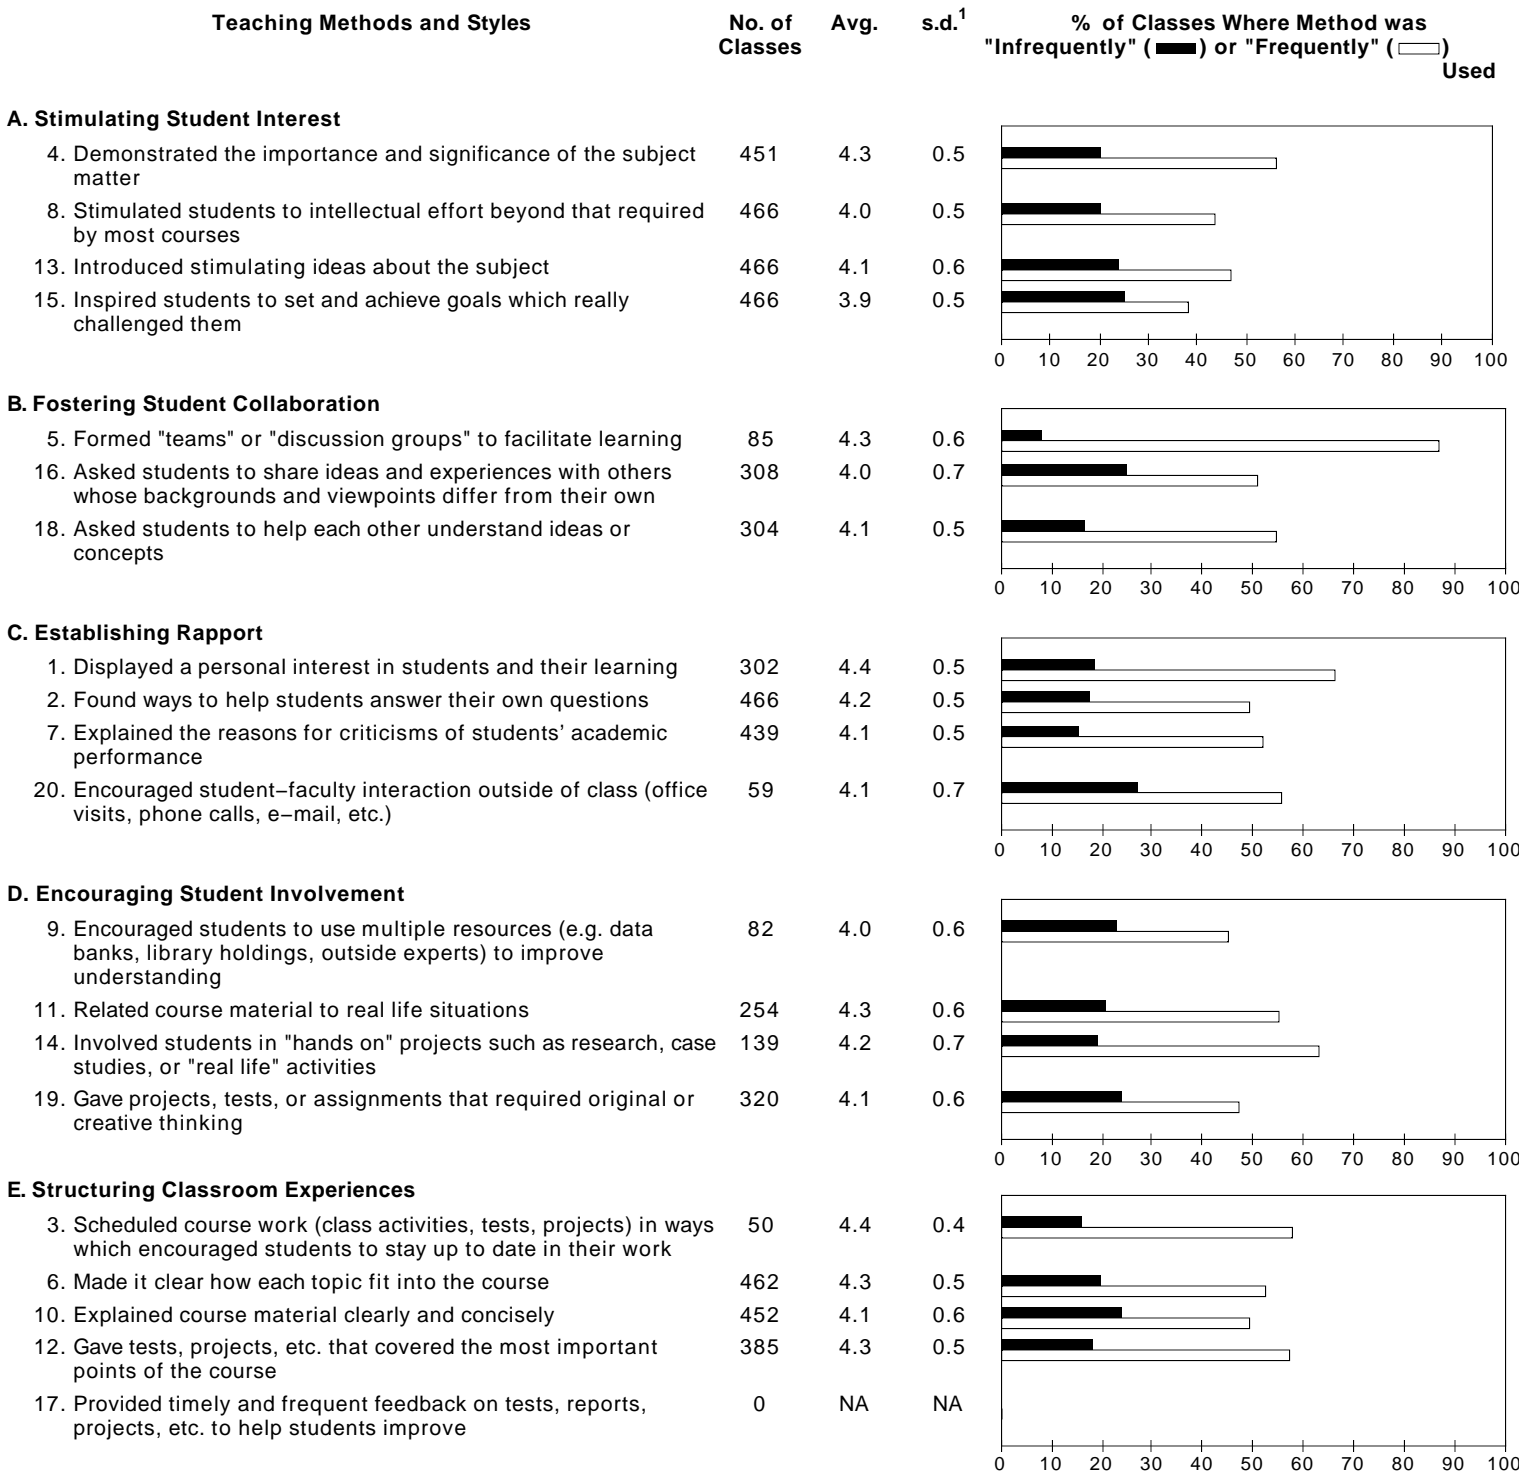 Teaching Methods and Styles No. of Avg. s.d.1 % of Classes Where Method was
Classes "Infrequently" ( ) or "Frequently" ( )
Used
A. Stimulating Student Interest
4. Demonstrated the importance and significance of the subject 451 4.3 0.5
matter
8. Stimulated students to intellectual effort beyond that required 466 4.0 0.5
by most courses
13. Introduced stimulating ideas about the subject 466 4.1 0.6
15. Inspired students to set and achieve goals which really 466 3.9 0.5
challenged them
0 10 20 30 40 50 60 70 80 90 100
B. Fostering Student Collaboration
5. Formed "teams" or "discussion groups" to facilitate learning 85 4.3 0.6
16. Asked students to share ideas and experiences with others 308 4.0 0.7
whose backgrounds and viewpoints differ from their own
18. Asked students to help each other understand ideas or 304 4.1 0.5
concepts
0 10 20 30 40 50 60 70 80 90 100
C. Establishing Rapport
1. Displayed a personal interest in students and their learning 302 4.4 0.5
2. Found ways to help students answer their own questions 466 4.2 0.5
7. Explained the reasons for criticisms of students’ academic 439 4.1 0.5
performance
20. Encouraged student−faculty interaction outside of class (office 59 4.1 0.7
visits, phone calls, e−mail, etc.)
0 10 20 30 40 50 60 70 80 90 100
D. Encouraging Student Involvement
9. Encouraged students to use multiple resources (e.g. data 82 4.0 0.6
banks, library holdings, outside experts) to improve
understanding
11. Related course material to real life situations 254 4.3 0.6
14. Involved students in "hands on" projects such as research, case 139 4.2 0.7
studies, or "real life" activities
19. Gave projects, tests, or assignments that required original or 320 4.1 0.6
creative thinking
0 10 20 30 40 50 60 70 80 90 100
E. Structuring Classroom Experiences
3. Scheduled course work (class activities, tests, projects) in ways 50 4.4 0.4
which encouraged students to stay up to date in their work
6. Made it clear how each topic fit into the course 462 4.3 0.5
10. Explained course material clearly and concisely 452 4.1 0.6
12. Gave tests, projects, etc. that covered the most important 385 4.3 0.5
points of the course
17. Provided timely and frequent feedback on tests, reports, 0 NA NA
projects, etc. to help students improve
0 10 20 30 40 50 60 70 80 90 100